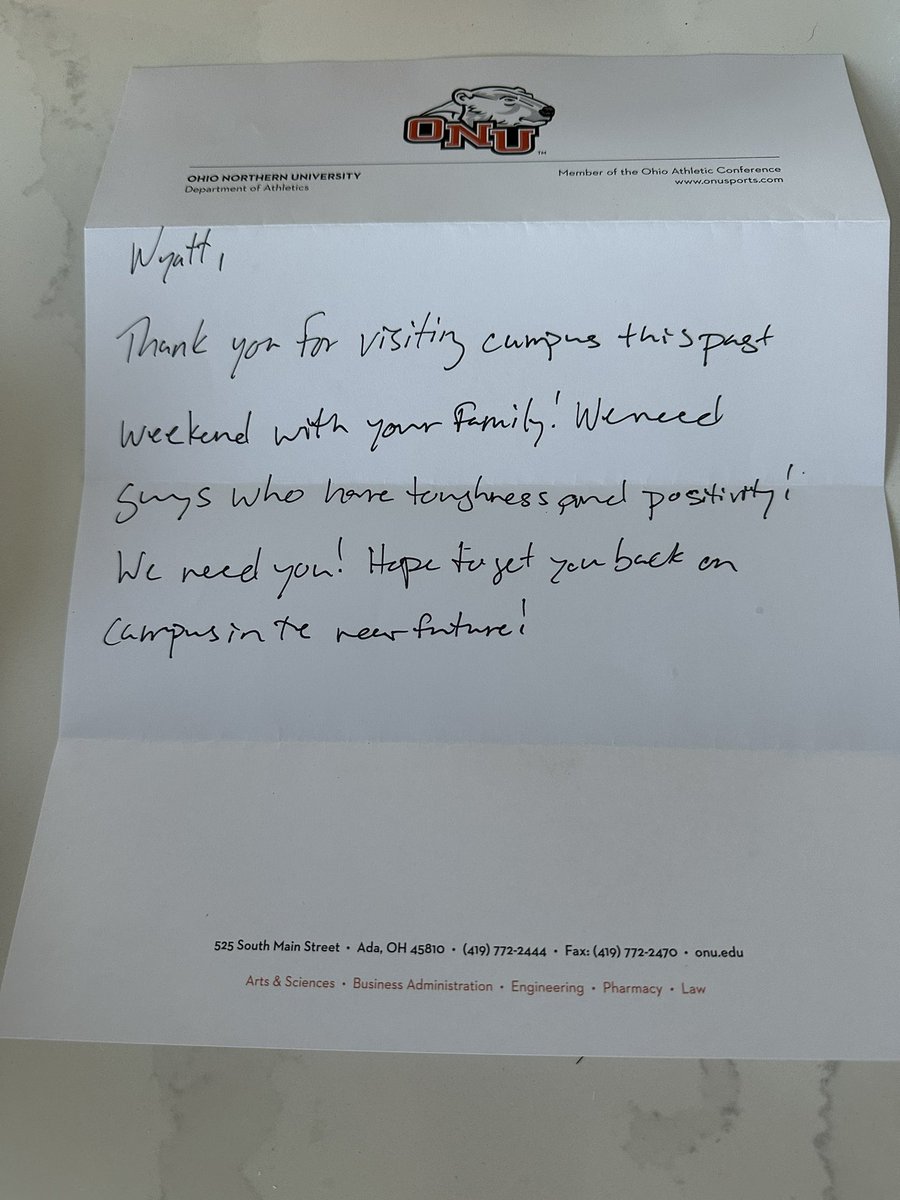 ONU
TM
OHIO NORTHERN UNIVERSITY
Department of Athletics
Member of the Ohio Athletic Conference
www.onusports.com
Wyatt,
Thank you for visiting campus this past
weekend with your Family! We need
guys who have toughness and positivity!
We need you! Hope to get you back on
Campus in the near future!
525 South Main Street • Ada, OH 45810 • (419) 772-2444 • Fax: (419) 772-2470 • onu.edu
Arts & Sciences • Business Administration • Engineering • Pharmacy • Law